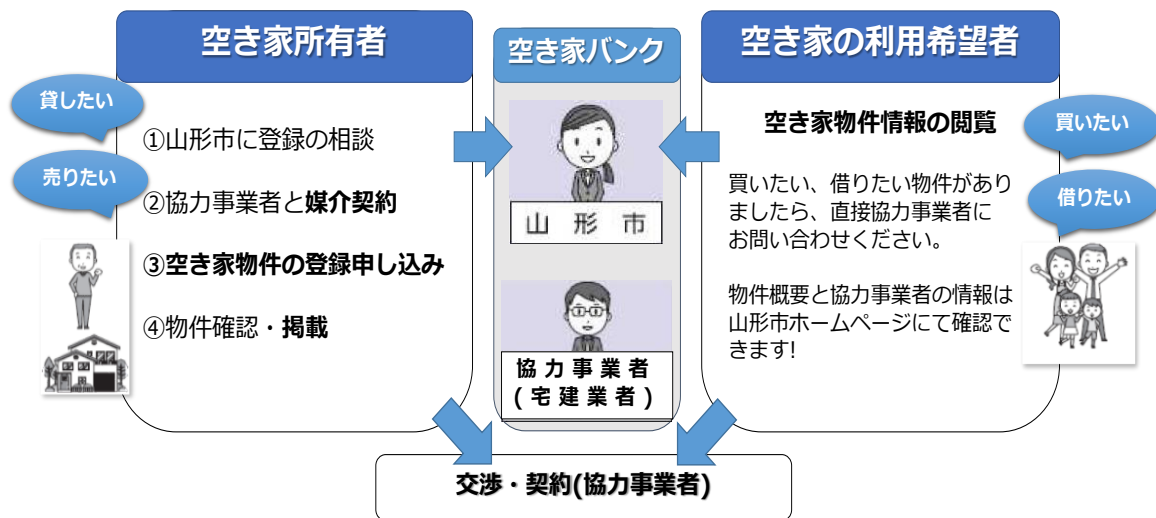 空き家所有者
貸したい
売りたい
①山形市に登録の相談
②協力事業者と媒介契約
③空き家物件の登録申し込み
④物件確認・掲載
空き家バンク
山形市
協力事業者
(宅建業者)
空き家の利用希望者
空き家物件情報の閲覧
買いたい
借りたい
買いたい、借りたい物件があり
ましたら、直接協力事業者に
お問い合わせください。
物件概要と協力事業者の情報は
山形市ホームページにて確認で
きます!
交渉・契約(協力事業者)